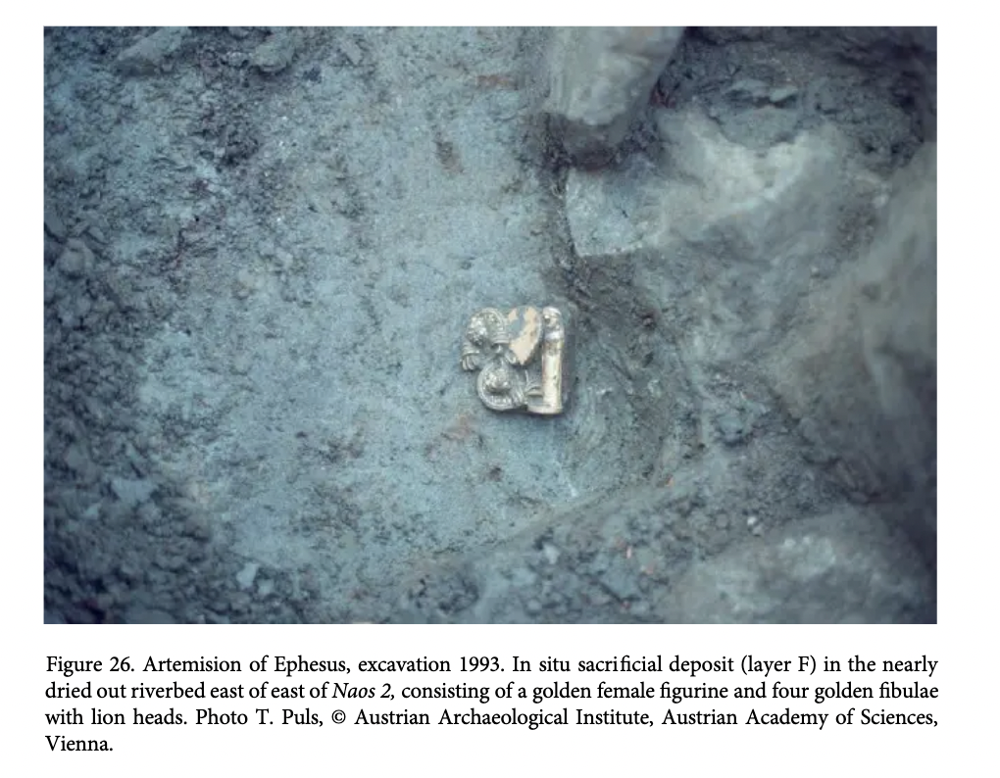 Figure 26. Artemision of Ephesus, excavation 1993. In situ sacrificial deposit (layer F) in the nearly
dried out riverbed east of east of Naos 2, consisting of a golden female figurine and four golden fibulae
with lion heads. Photo T. Puls, © Austrian Archaeological Institute, Austrian Academy of Sciences,
Vienna.